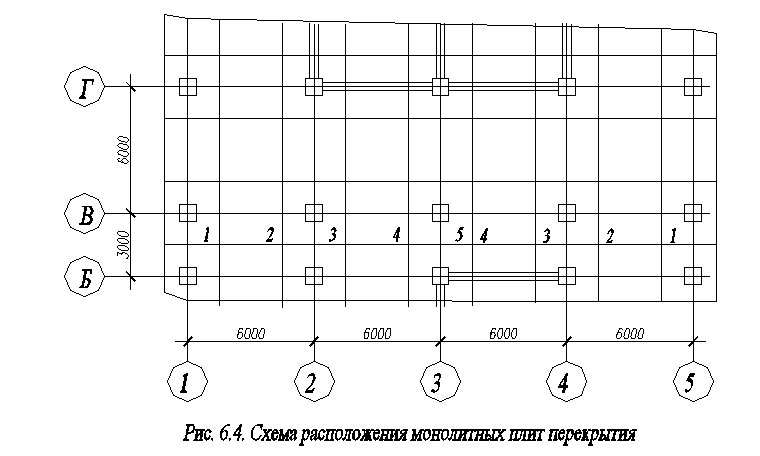 Г
6000
В
1 2 3 4 5 4 3 2 1
3000
Б
6000 6000 6000 6000
1 2 3 4 5
Рис. 6.4. Схема расположения монолитных плит перекрытия